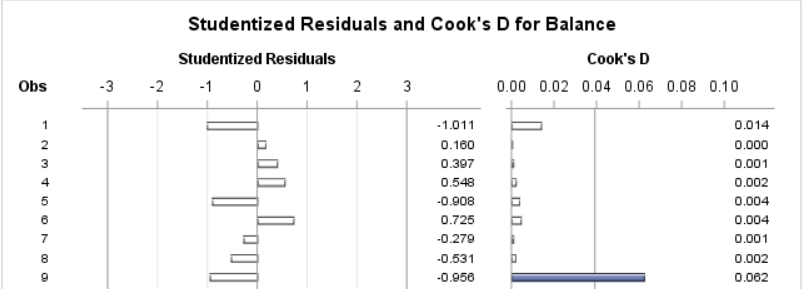 Studentized Residuals and Cook's D for Balance
Studentized Residuals Cook's D
Obs -3 -2 -1 0 1 2 3 0.00 0.02 0.04 0.06 0.08 0.10
1 -1.011 0.014
2 0.160 0.000
3 0.397 0.001
4 0.548 0.002
5 -0.908 0.004
6 0.725 0.004
7 -0.279 0.001
8 -0.531 0.002
9 -0.956 0.062